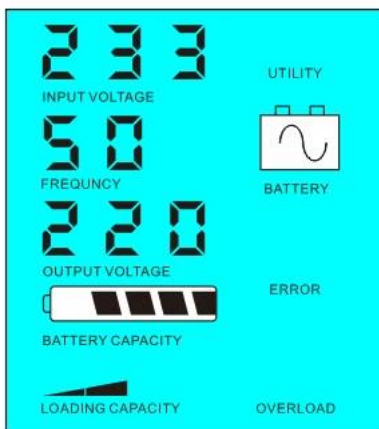 233
UTILITY
INPUT VOLTAGE
50
FREQUNCY
BATTERY
220
OUTPUT VOLTAGE
ERROR
BATTERY CAPACITY
LOADING CAPACITY
OVERLOAD